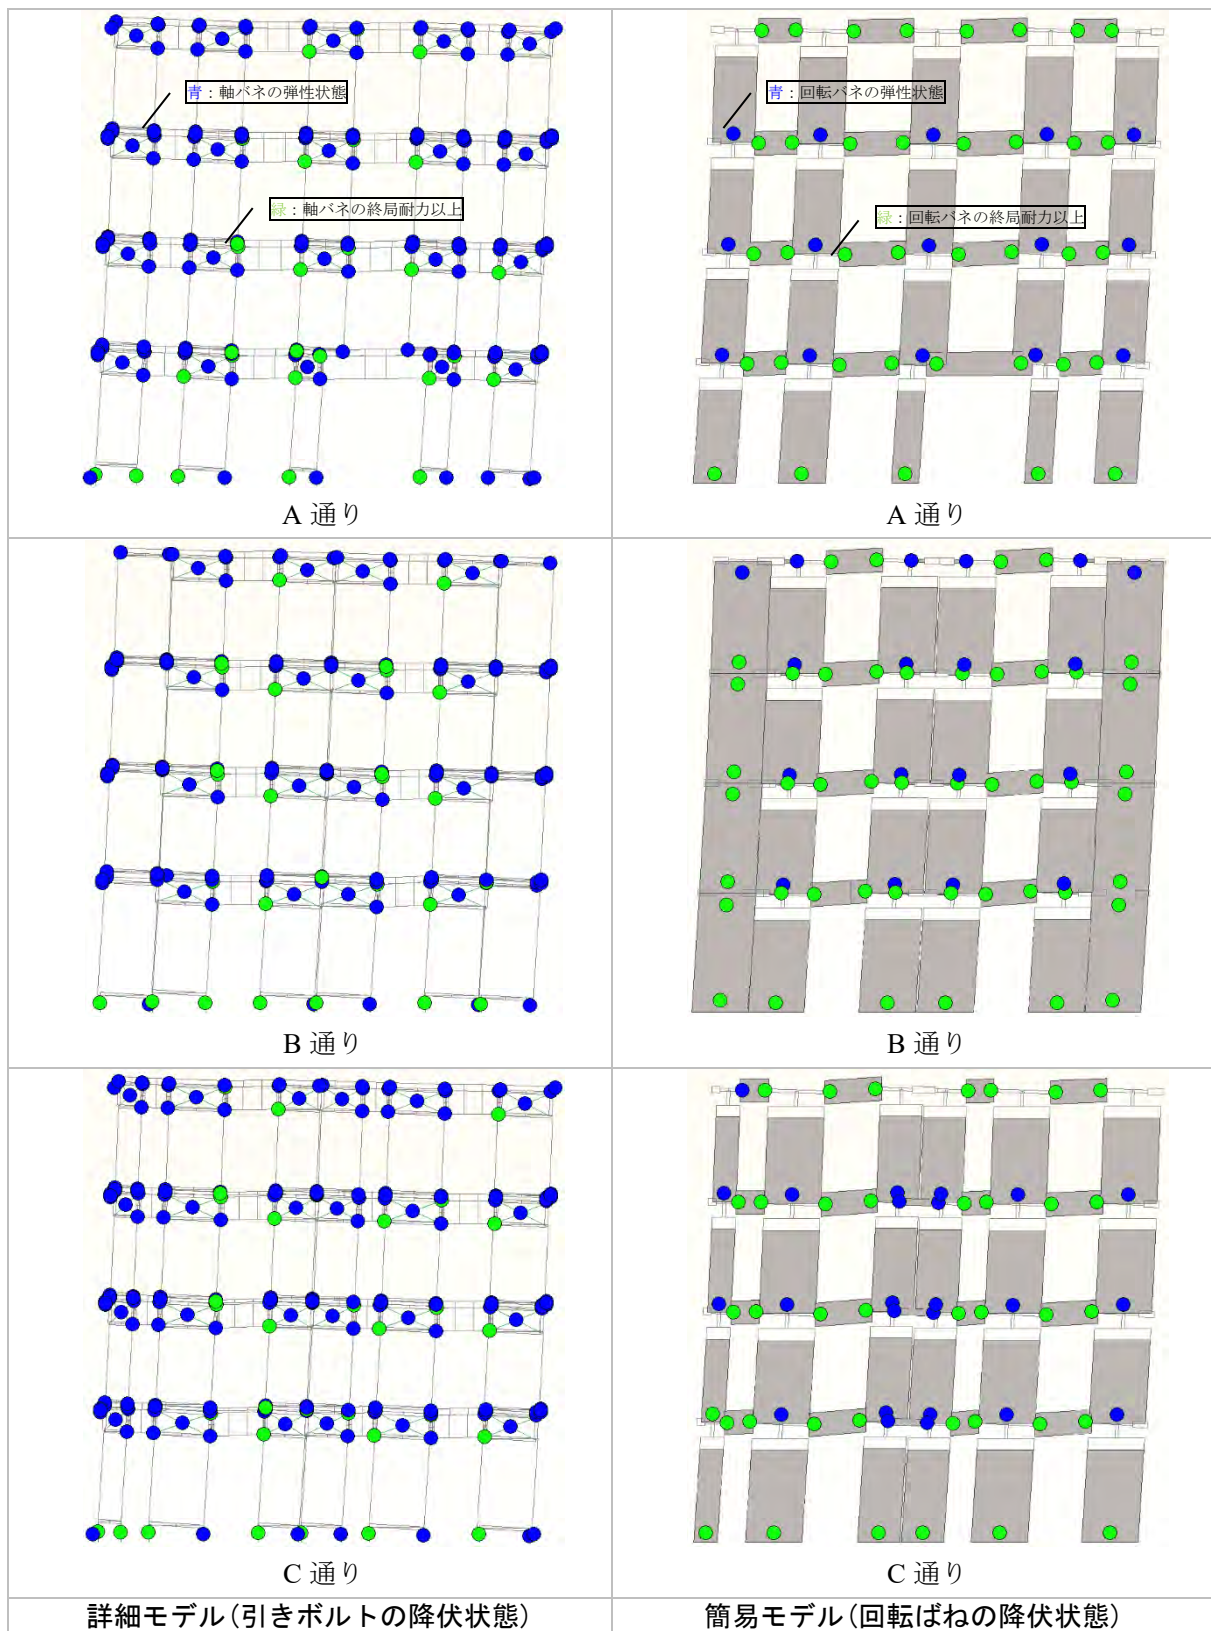 青：軸バネの弾性状態
緑：軸バネの終局耐力以上
A 通り
青：回転バネの弾性状態
緑：回転バネの終局耐力以上
A 通り
B 通り
B 通り
C 通り
C 通り
詳細モデル(引きボルトの降伏状態)
簡易モデル(回転ばねの降伏状態)